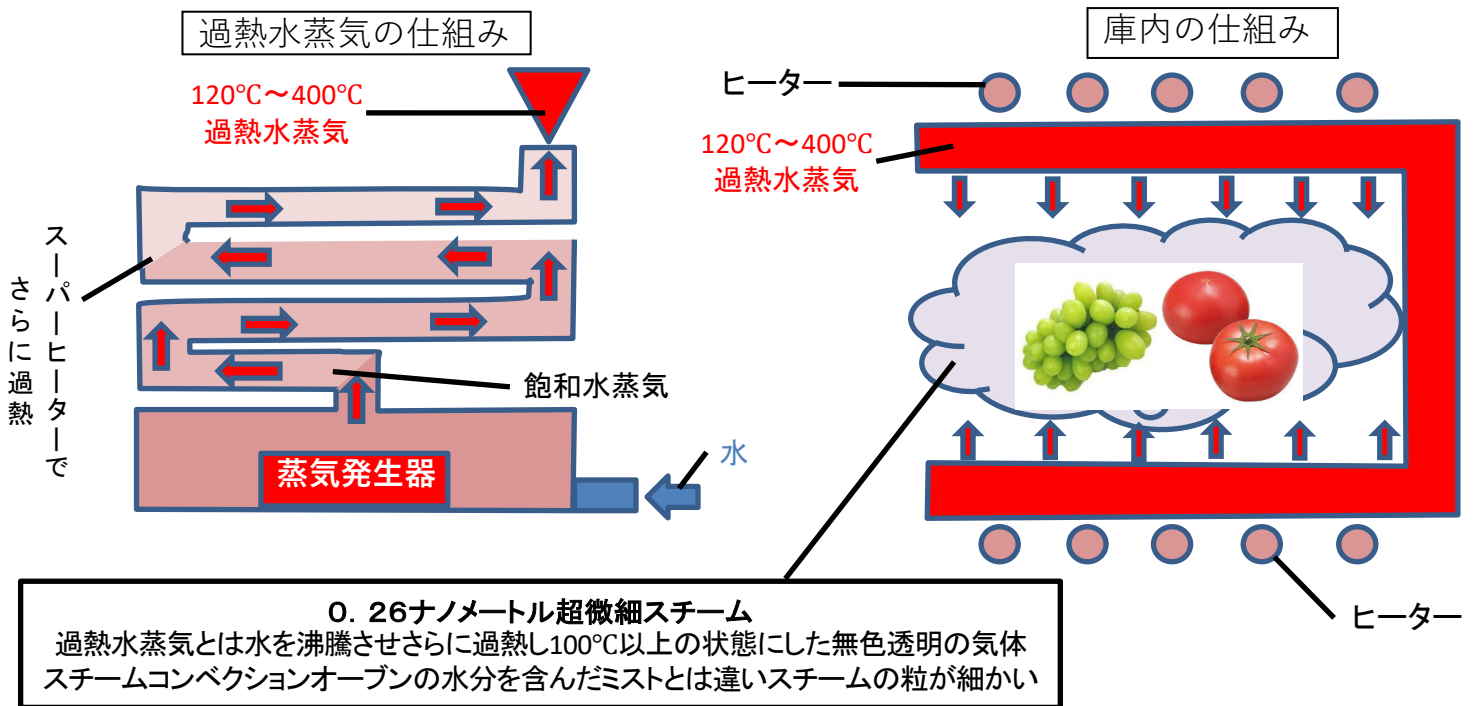 過熱水蒸気の仕組み
120℃～400℃
過熱水蒸気
スーパーヒーターで
さらに過熱
飽和水蒸気
蒸気発生器
水
庫内の仕組み
ヒーター
120℃～400℃
過熱水蒸気
ヒーター
0．26ナノメートル超微細スチーム
過熱水蒸気とは水を沸騰させさらに過熱し100℃以上の状態にした無色透明の気体
スチームコンベクションオーブンの水分を含んだミストとは違いスチームの粒が細かい